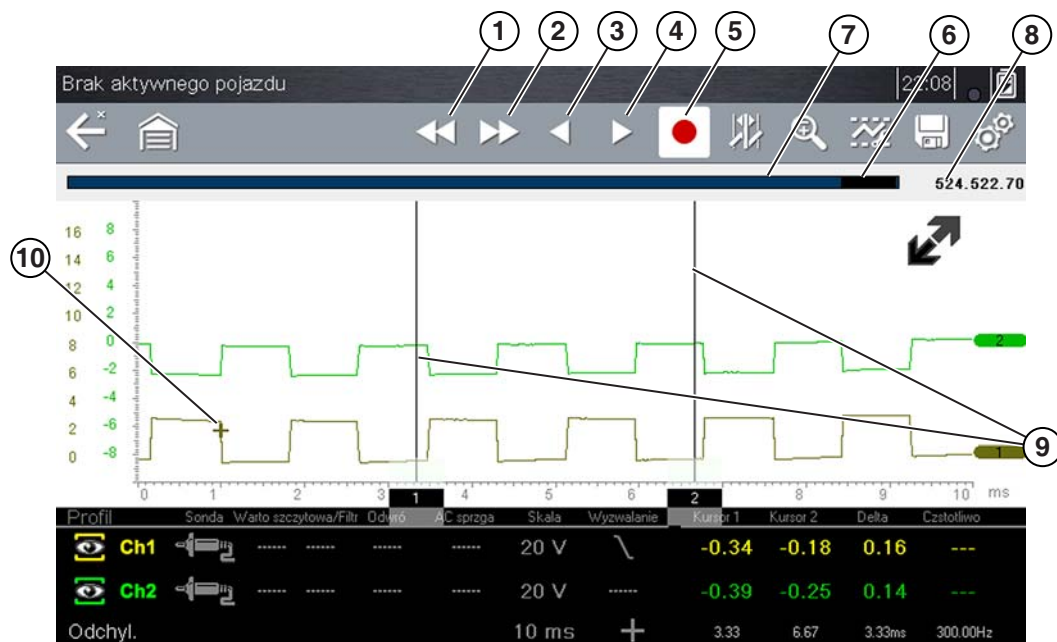 1 2 3 4 5 7 6 8
Brak aktywnego pojazdu 22:08
524.522.70
16 8
14 6
10
12 4
10 2
8 0 2
6 -2
4 -4
2 -6
0 -8 1
9
0 1 2 3 1 4 5 6 2 8 9 10 ms
Profil Sonda Warto szczytowa/Filtr Odwró AC sprzga Skala Wyzwalanie Kursor 1 Kursor 2 Delta Czstotliwo
Ch1 ------ ------ ------ ------ 20 V -0.34 -0.18 0.16 ---
Ch2 ------ ------ ------ ------ 20 V ------ -0.39 -0.25 0.14 ---
Odchyl. 10 ms 3.33 6.67 3.33ms 300.00Hz